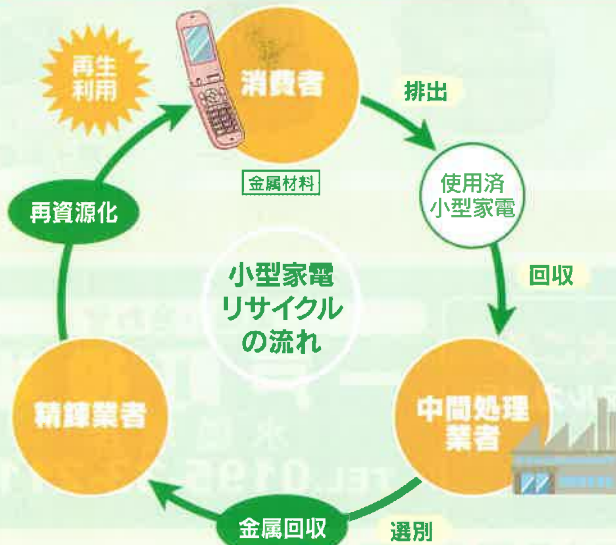 小型家電
リサイクル
の流れ
消費者
金属材料
排出
使用済
小型家電
回収
中間処理
業者
選別
金属回収
精錬業者
再資源化
再生
利用